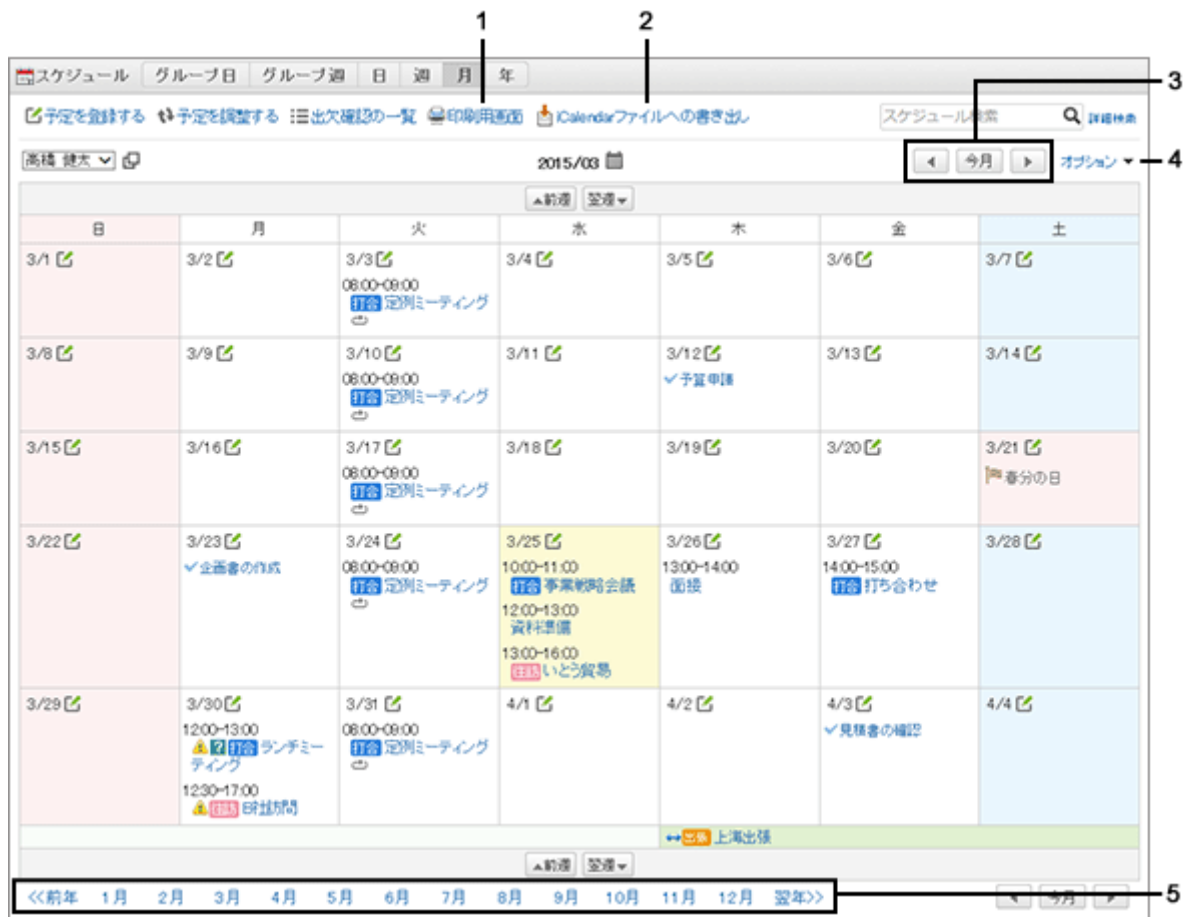 1 2
スケジュール グループ日 グループ週 日 週 月 年
3
予定を登録する 予定を調整する 出欠確認の一覧 印刷用画面 iCalendarファイルへの書き出し スケジュール検索 詳細検索
高橋 健太 2015/03 今月 オプション 4
▲前週 翌週▼
日 月 火 水 木 金 土
3/1 3/2 3/3 3/4 3/5 3/6 3/7
08:00-09:00
打合 定例ミーティング
3/8 3/9 3/10 3/11 3/12 3/13 3/14
08:00-09:00 予算申請
打合 定例ミーティング
3/15 3/16 3/17 3/18 3/19 3/20 3/21
08:00-09:00 春分の日
打合 定例ミーティング
3/22 3/23 3/24 3/25 3/26 3/27 3/28
企画書の作成 08:00-09:00 10:00-11:00 13:00-14:00 14:00-15:00
打合 定例ミーティング 打合 事業戦略会議 面接 打合 打ち合わせ
12:00-13:00
資料準備
13:00-16:00
往訪 いとう貿易
3/29 3/30 3/31 4/1 4/2 4/3 4/4
12:00-13:00 08:00-09:00 見積書の確認
? 打合 ランチミー 打合 定例ミーティング
ティング
12:30-17:00
往訪
出張 上海出張
▲前週 翌週▼
<<前年 1月 2月 3月 4月 5月 6月 7月 8月 9月 10月 11月 12月 翌年>> 今月 5